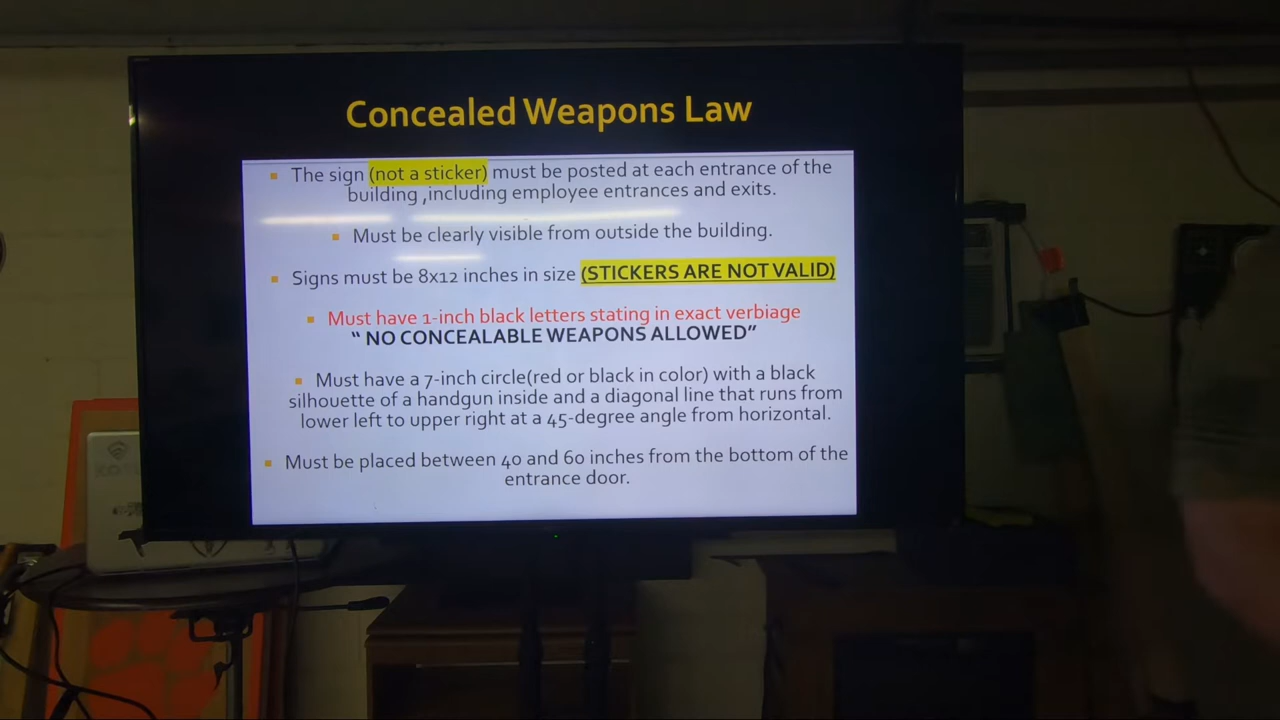 Concealed Weapons Law
▪ The sign (not a sticker) must be posted at each entrance of the
building ,including employee entrances and exits.
▪ Must be clearly visible from outside the building.
▪ Signs must be 8x12 inches in size (STICKERS ARE NOT VALID)
▪ Must have 1-inch black letters stating in exact verbiage
“ NO CONCEALABLE WEAPONS ALLOWED”
▪ Must have a 7-inch circle(red or black in color) with a black
silhouette of a handgun inside and a diagonal line that runs from
lower left to upper right at a 45-degree angle from horizontal.
▪ Must be placed between 40 and 60 inches from the bottom of the
entrance door.